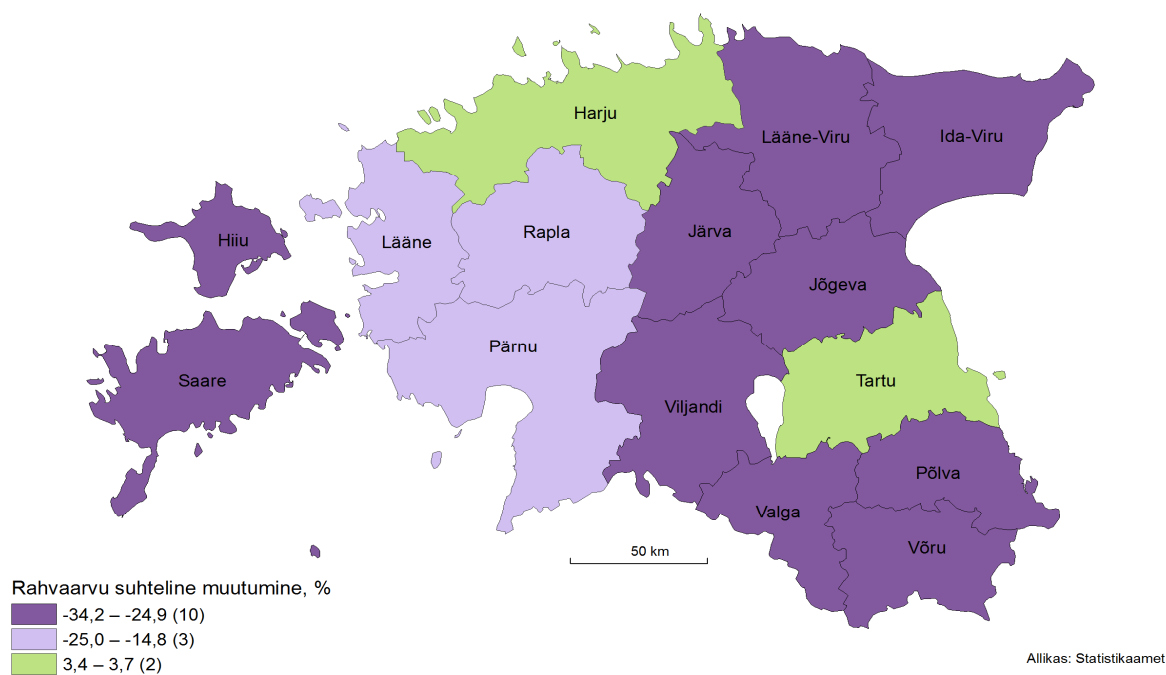 Harju
Lääne-Viru
Ida-Viru
Hiiu
Lääne
Rapla
Järva
Jõgeva
Pärnu
Saare
Tartu
Viljandi
Põlva
Valga
Võru
50 km
Rahvaarvu suhteline muutumine, %
-34,2 – -24,9 (10)
-25,0 – -14,8 (3)
3,4 – 3,7 (2)
Allikas: Statistikaamet